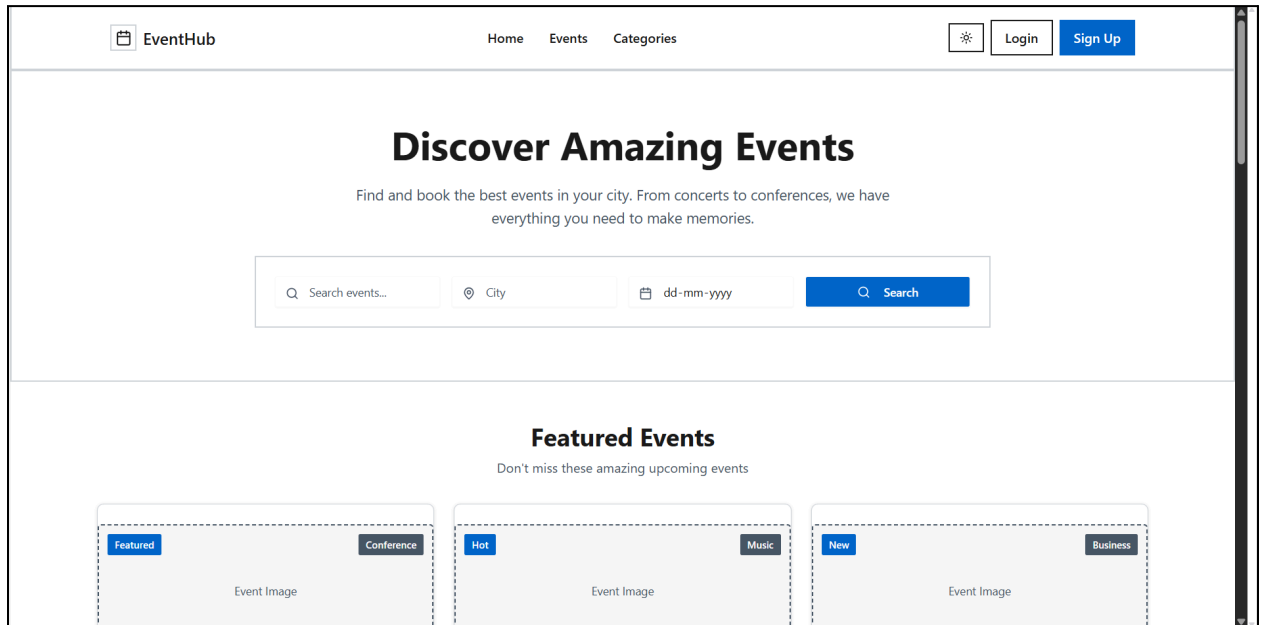 EventHub
Home Events Categories
Login
Sign Up
Discover Amazing Events
Find and book the best events in your city. From concerts to conferences, we have
everything you need to make memories.
Search events...
City
dd-mm-yyyy
Search
Featured Events
Don't miss these amazing upcoming events
Featured
Conference
Event Image
Hot
Music
Event Image
New
Business
Event Image